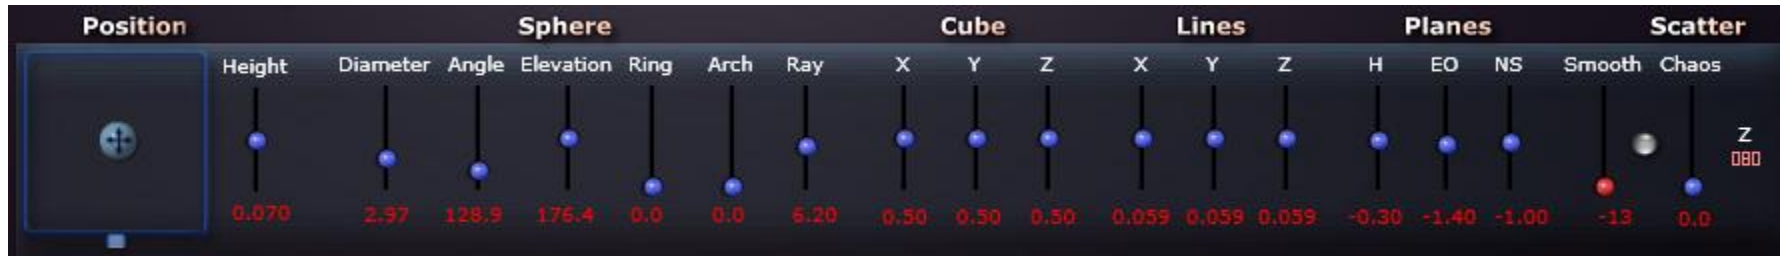 Position Sphere Cube Lines Planes Scatter
Height Diameter Angle Elevation Ring Arch Ray X Y Z X Y Z H EO NS Smooth Chaos
Z
080
0.070 2.97 128.9 176.4 0.0 0.0 6.20 0.50 0.50 0.50 0.059 0.059 0.059 -0.30 -1.40 -1.00 -13 0.0